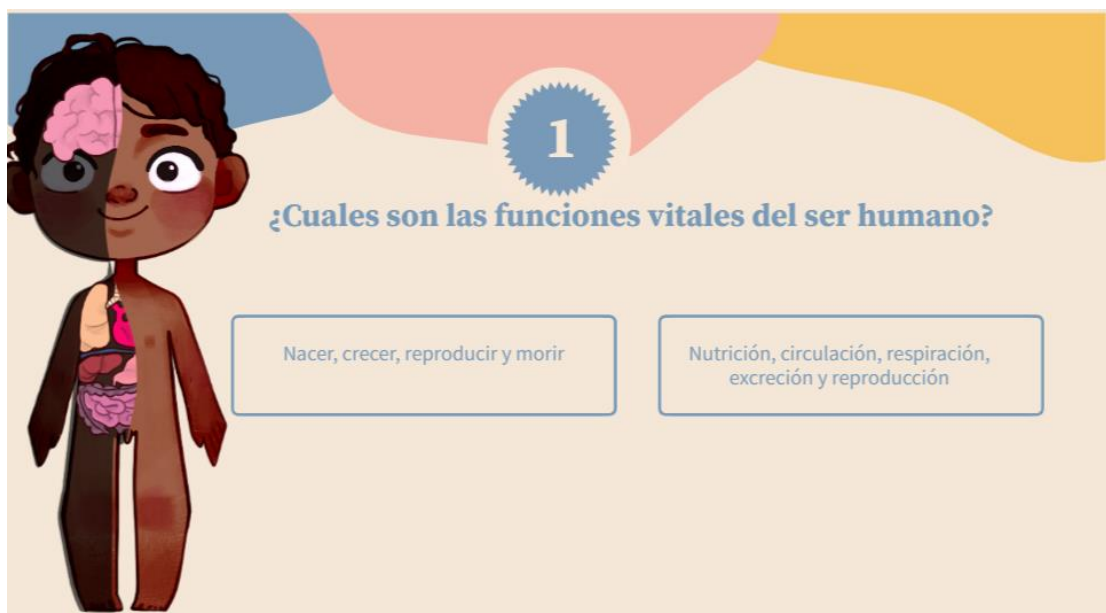 1
¿Cuales son las funciones vitales del ser humano?
Nacer, crecer, reproducir y morir
Nutrición, circulación, respiración,
excreción y reproducción